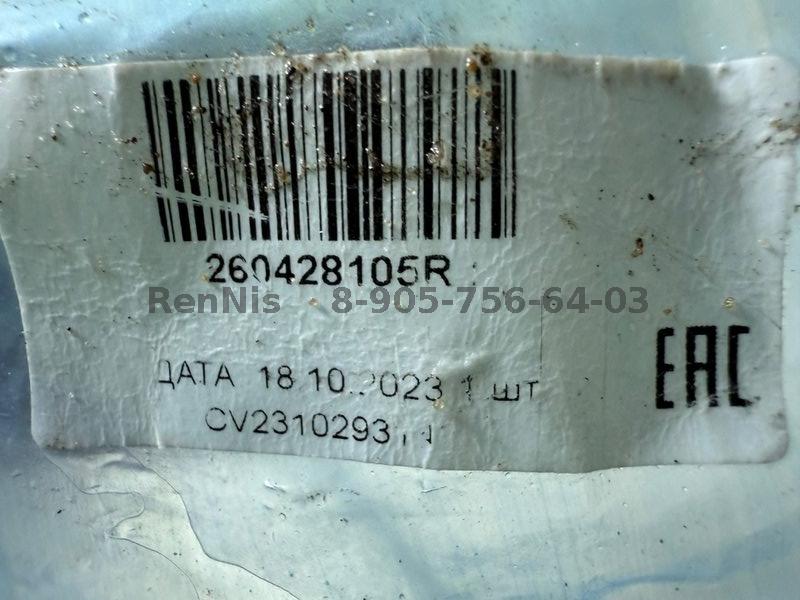 260428105R
RenNis 8-905-756-64-03
EAC
ДАТА 18.10.2023 1 шт
CV2310293